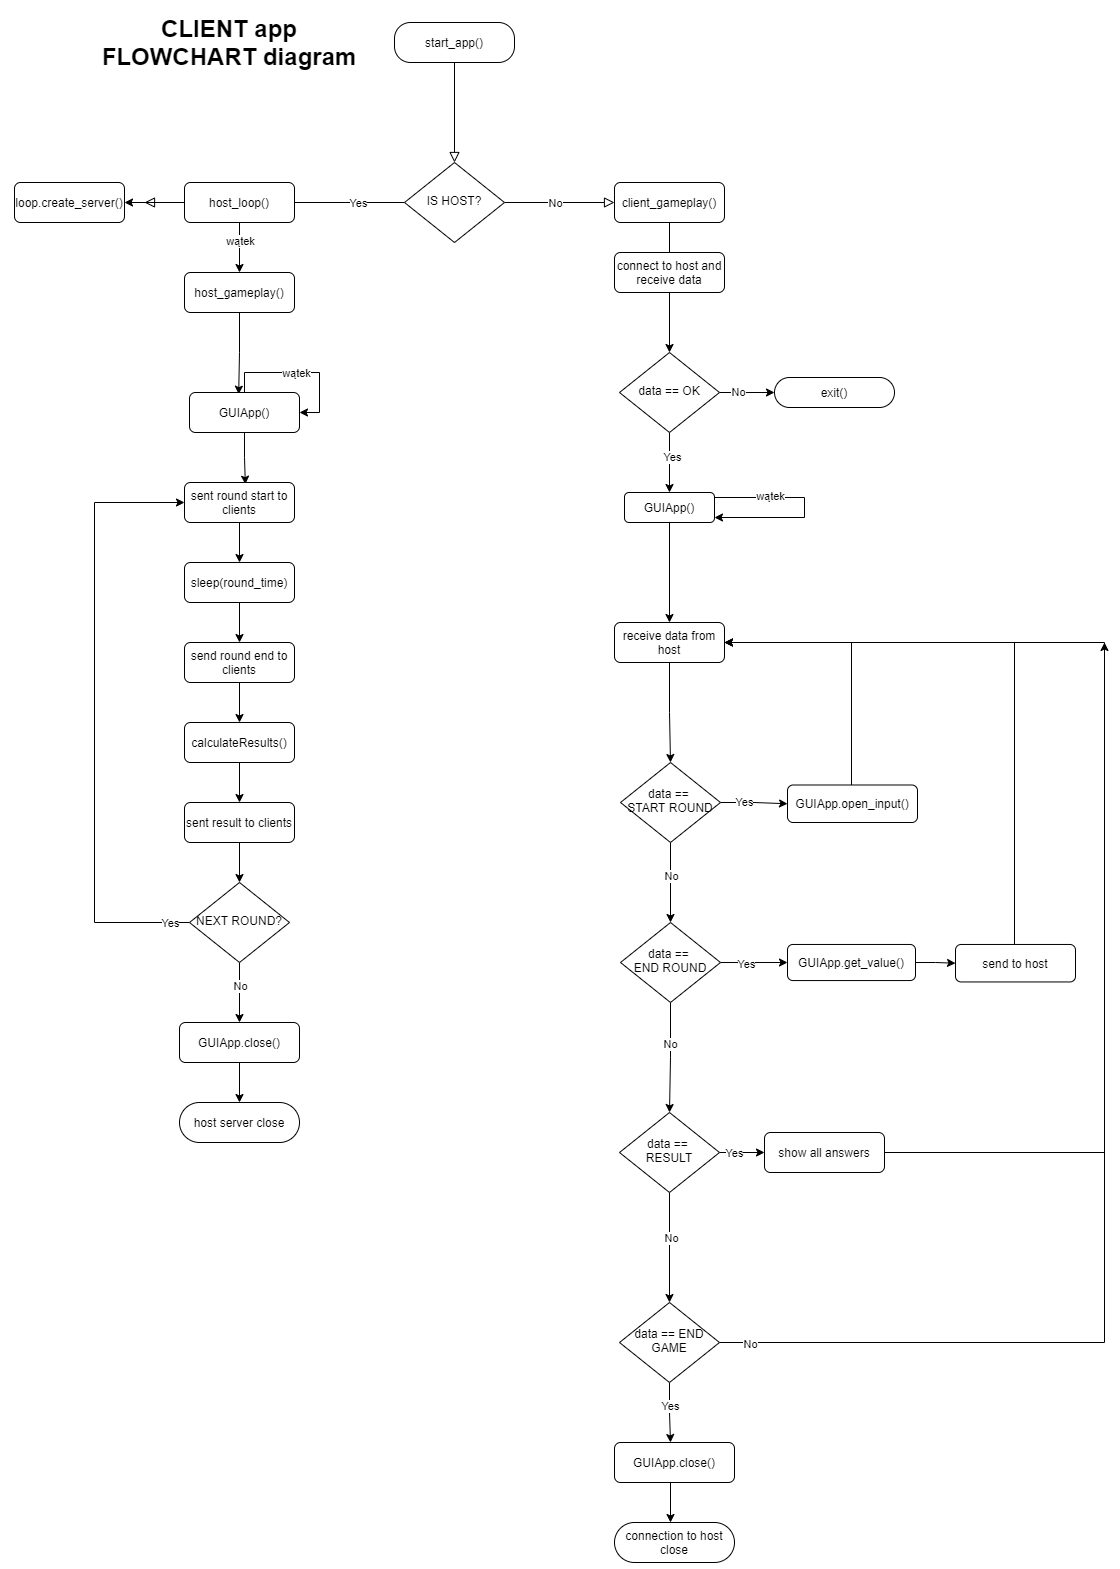 CLIENT app
FLOWCHART diagram
start_app()
IS HOST?
Yes
No
host_loop()
loop.create_server()
wątek
host_gameplay()
wątek
GUIApp()
sent round start to
clients
sleep(round_time)
send round end to
clients
calculateResults()
sent result to clients
NEXT ROUND?
Yes
No
GUIApp.close()
host server close
client_gameplay()
connect to host and
receive data
data == OK
No
exit()
Yes
GUIApp()
wątek
receive data from
host
data ==
START ROUND
Yes
GUIApp.open_input()
No
data ==
END ROUND
Yes
GUIApp.get_value()
send to host
No
data ==
RESULT
Yes
show all answers
No
data == END
GAME
No
Yes
GUIApp.close()
connection to host
close